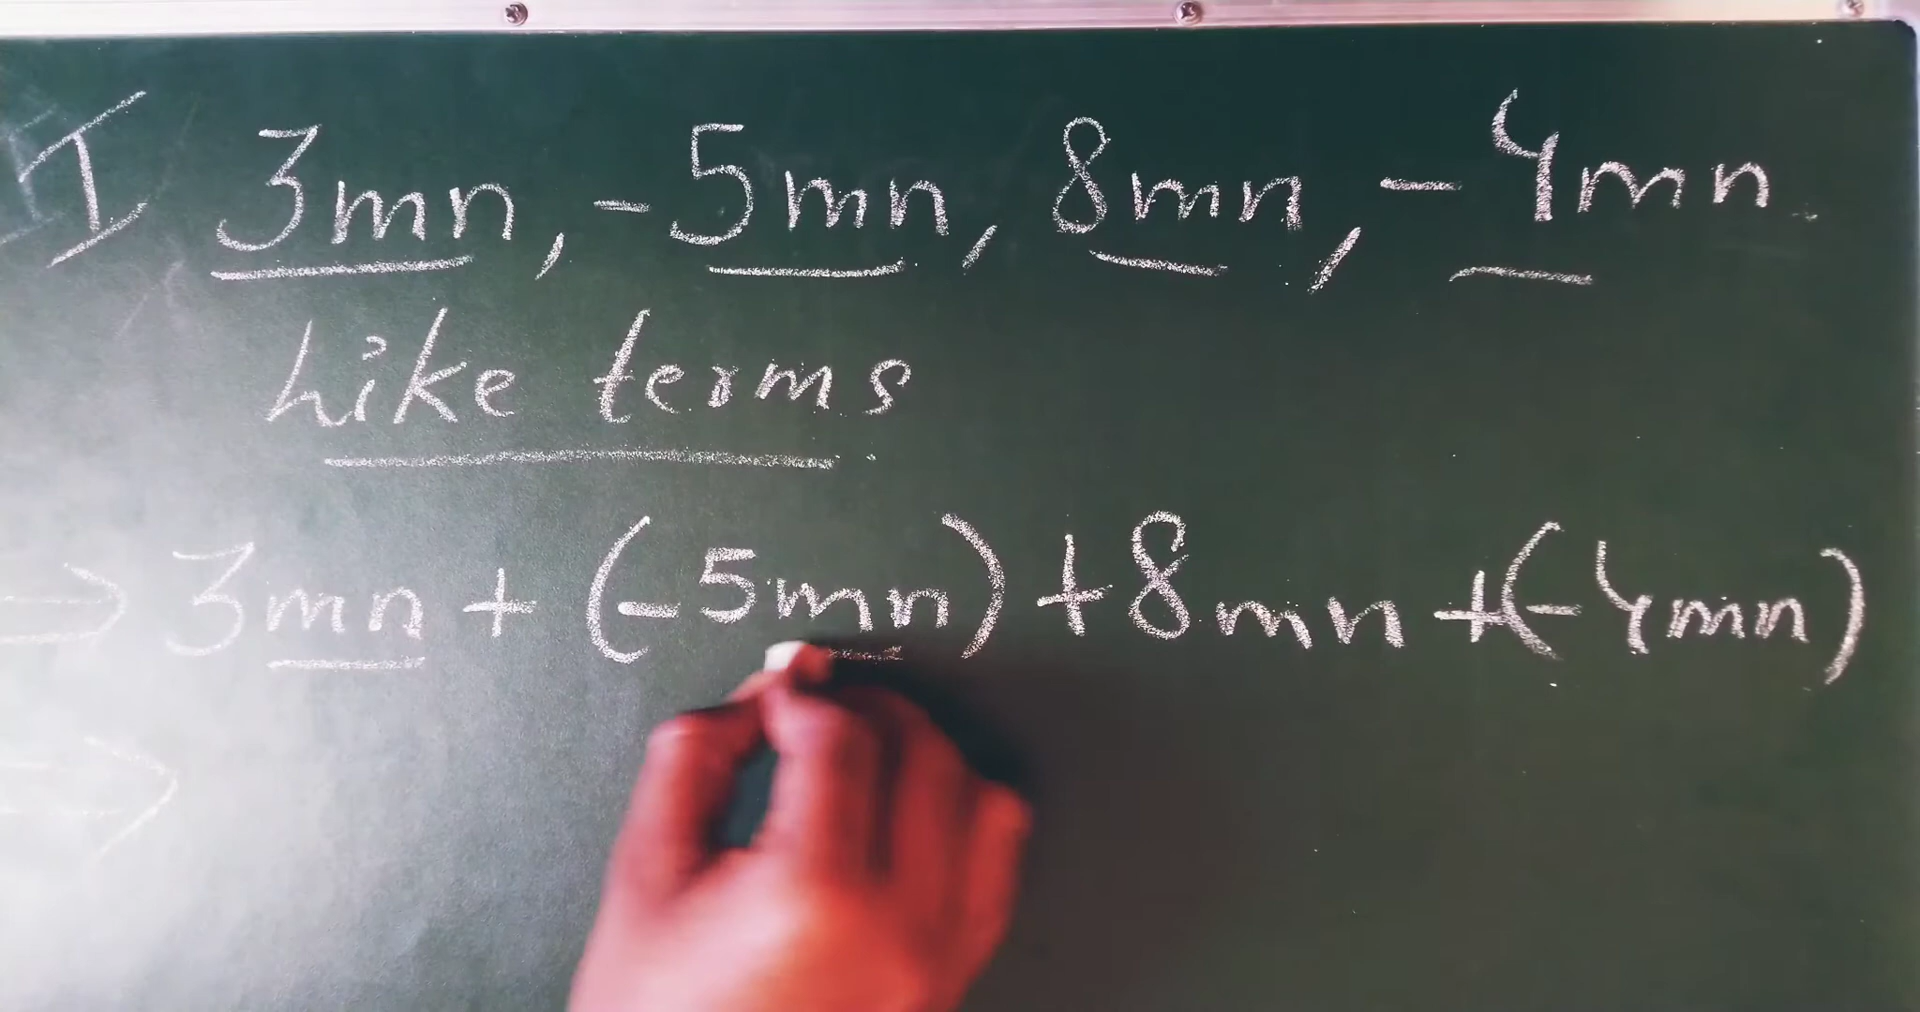 I 3mn, -5mn, 8mn, -4mn
Like terms
⇒ 3mn + (-5mn) + 8mn + (-4mn)
⇒